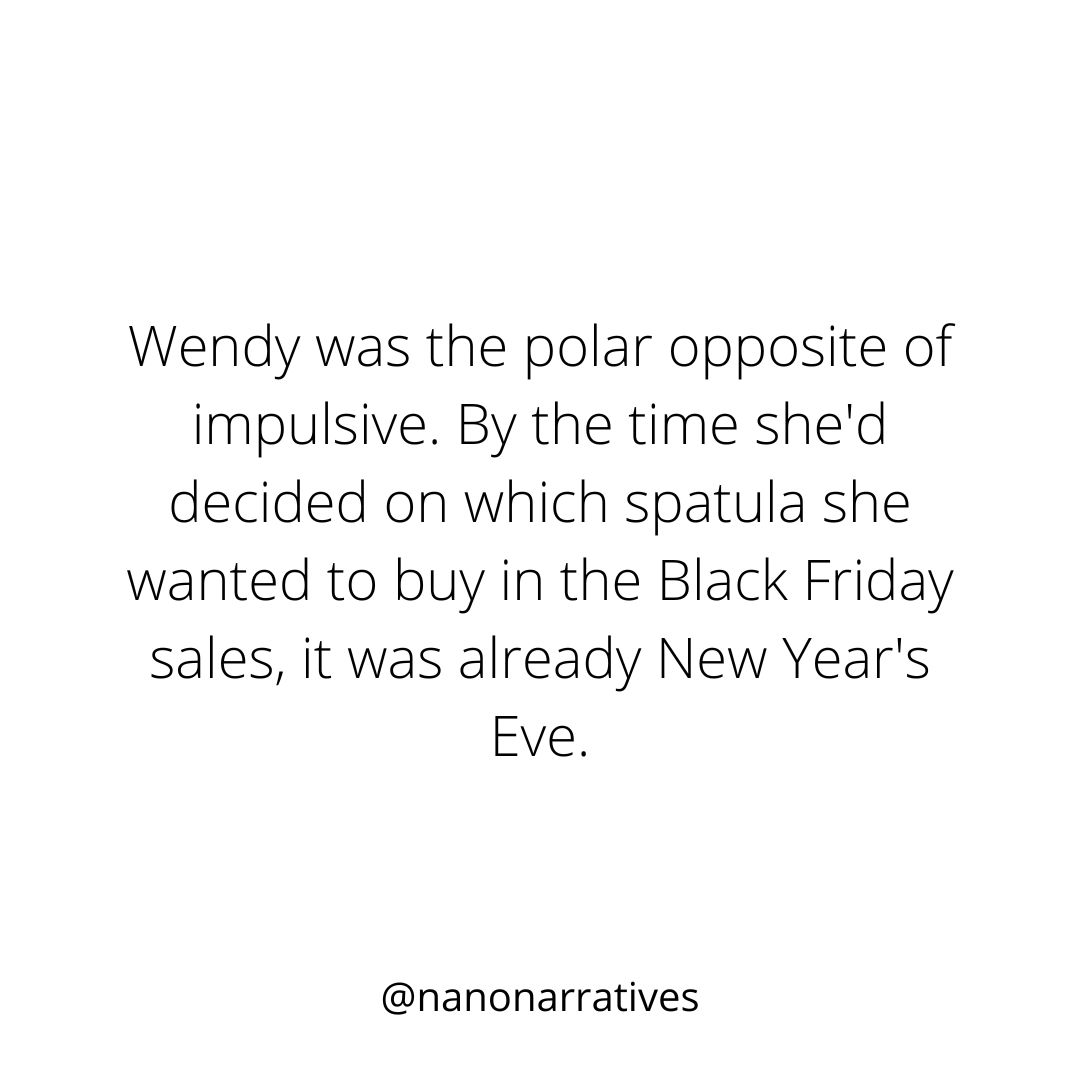 Wendy was the polar opposite of
impulsive. By the time she'd
decided on which spatula she
wanted to buy in the Black Friday
sales, it was already New Year's
Eve.
@nanonarratives